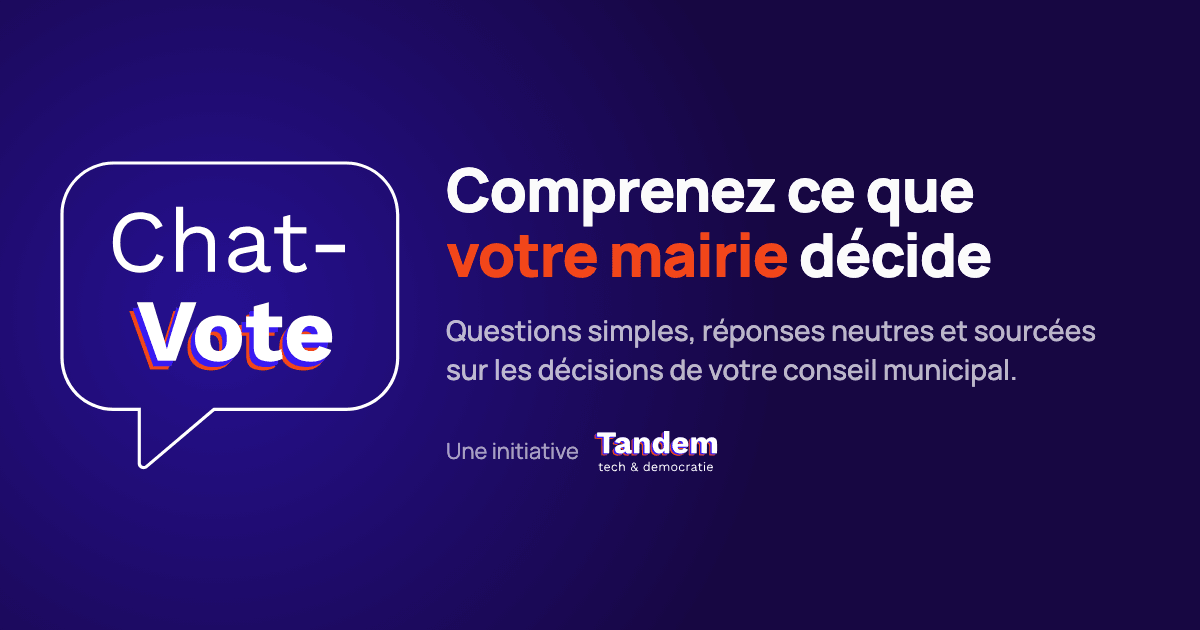 Chat-
Vote
Comprenez ce que
votre mairie décide
Questions simples, réponses neutres et sourcées
sur les décisions de votre conseil municipal.
Une initiative
Tandem
tech & democratie